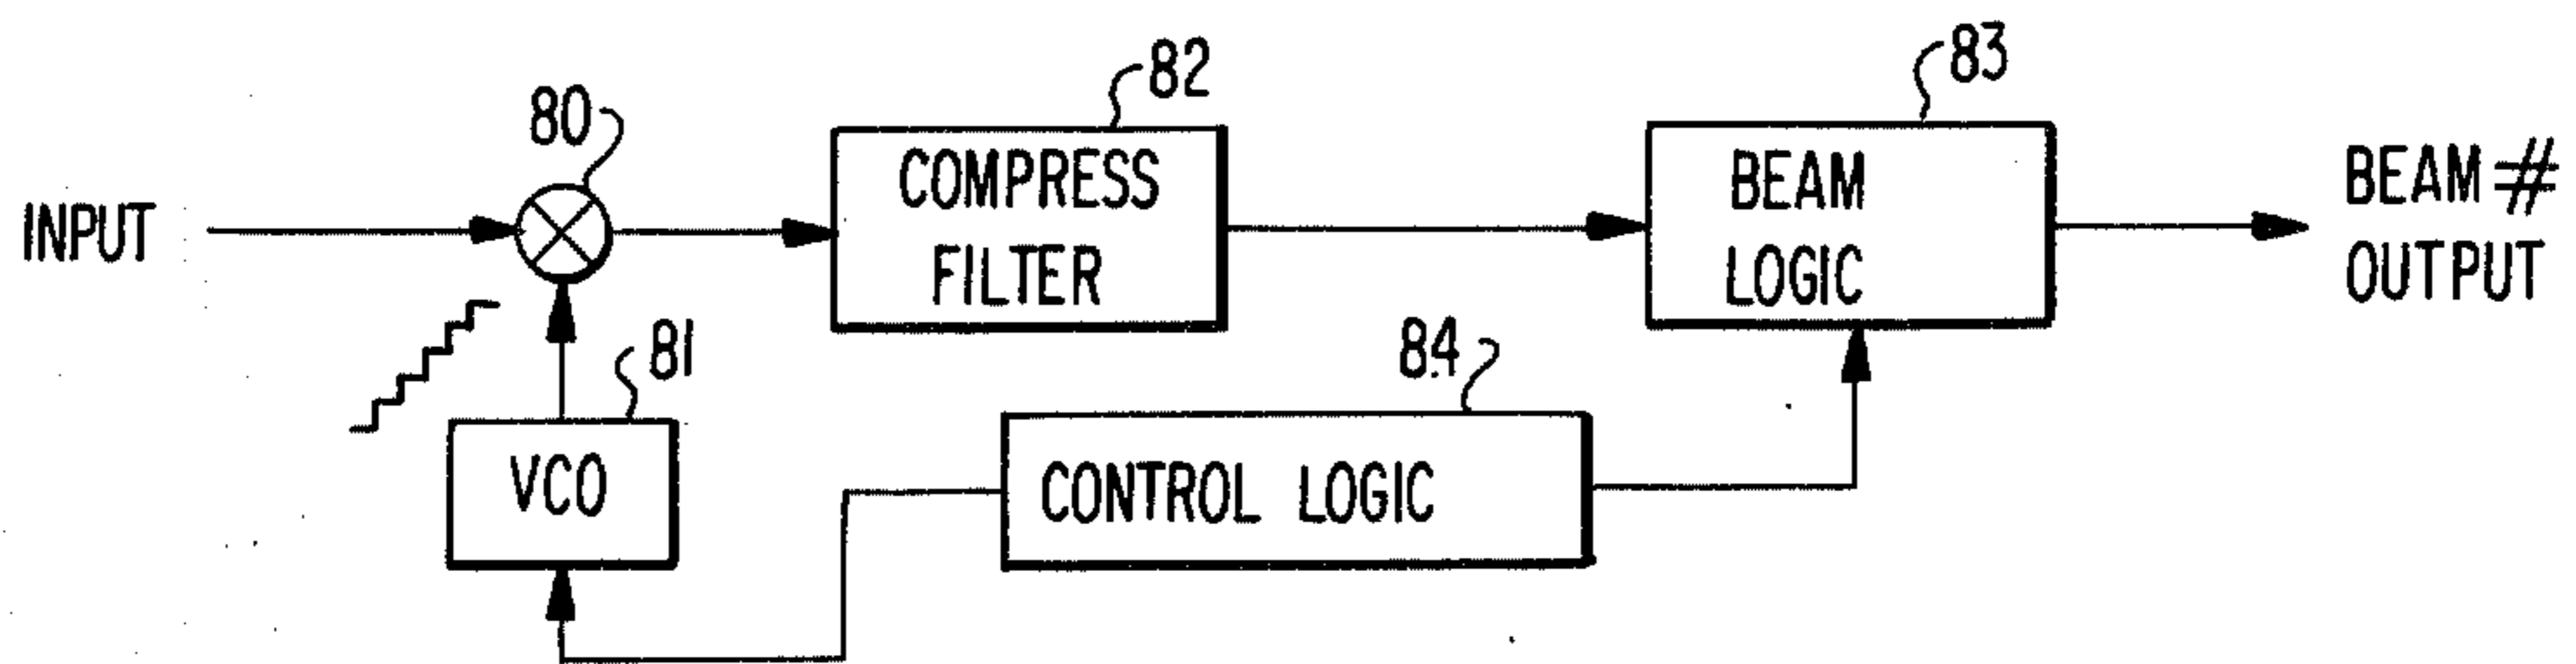 INPUT
80
COMPRESS
FILTER
82
BEAM
LOGIC
83
BEAM #
OUTPUT
VCO
81
CONTROL LOGIC
84